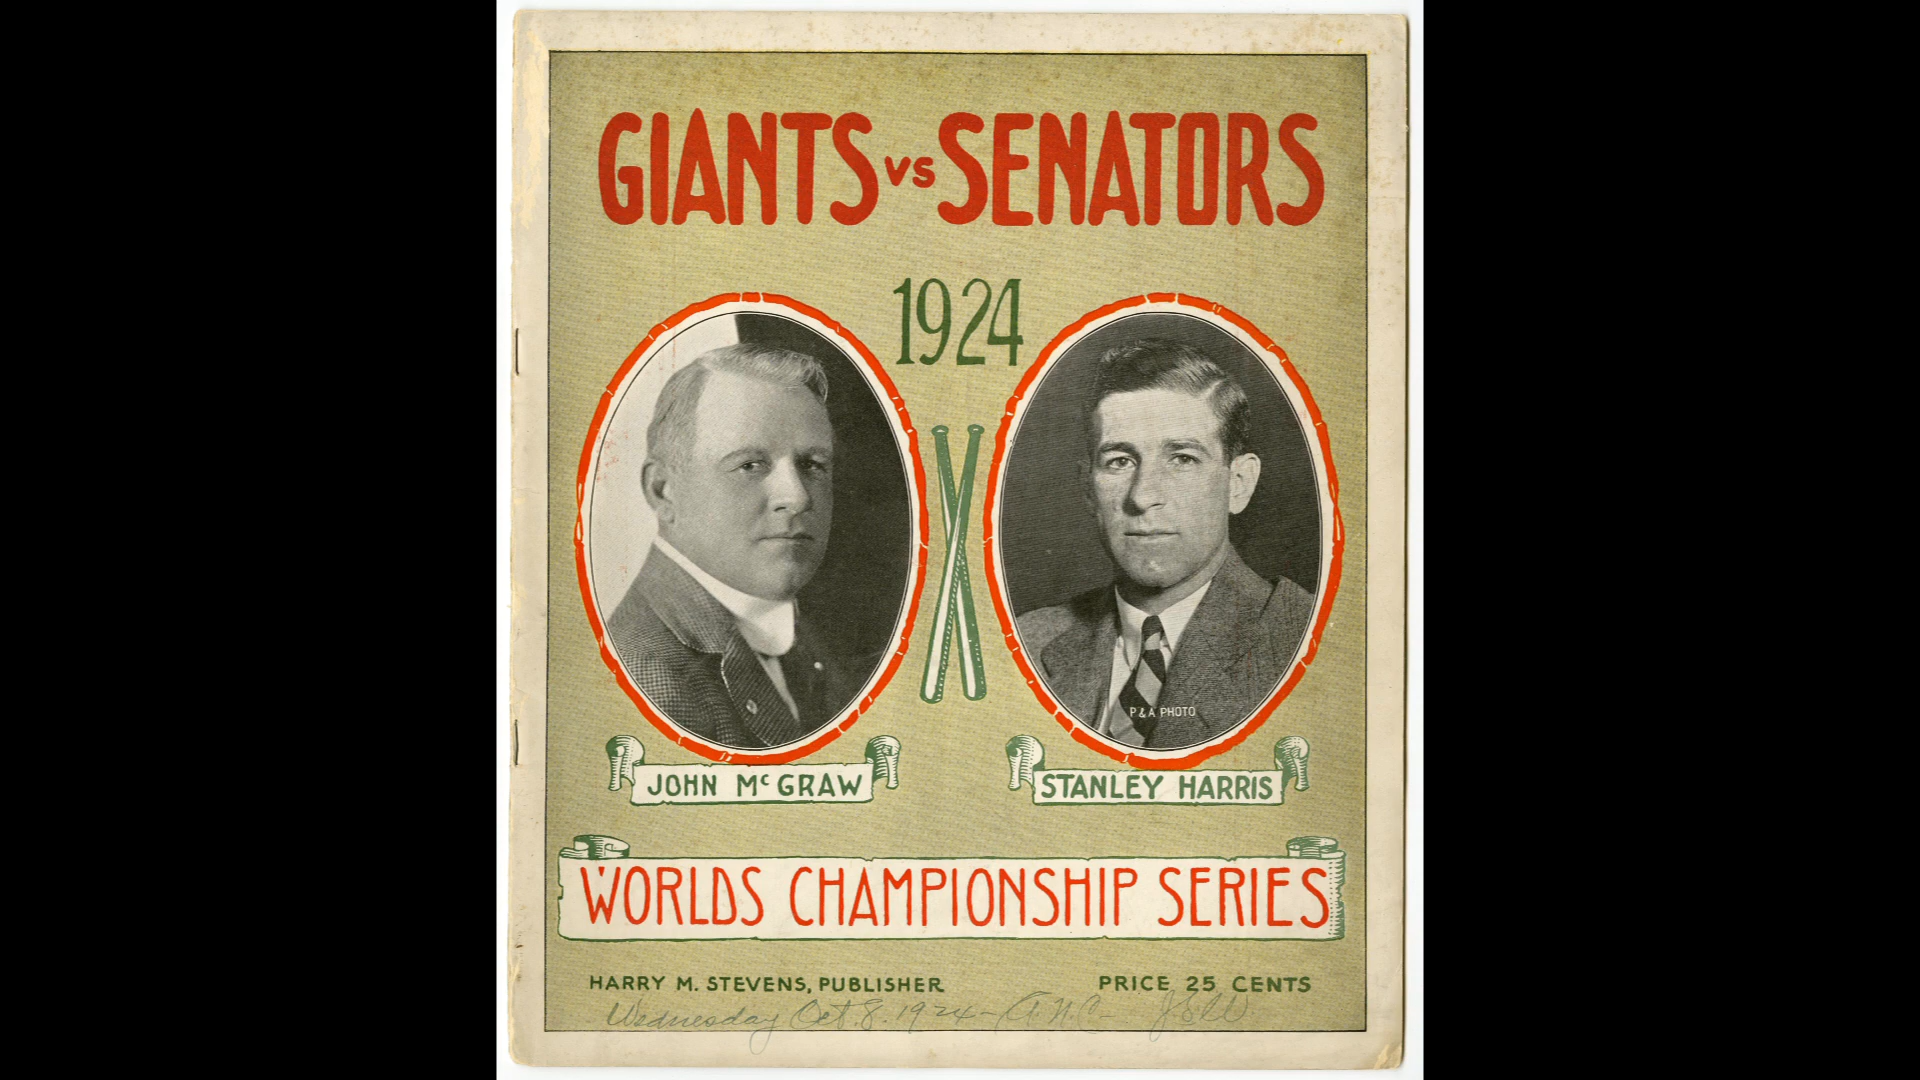 GIANTS VS SENATORS
1924
P & A PHOTO
JOHN McGRAW
STANLEY HARRIS
WORLDS CHAMPIONSHIP SERIES
HARRY M. STEVENS, PUBLISHER
PRICE 25 CENTS
Wednesday Oct. 8. 1924 -